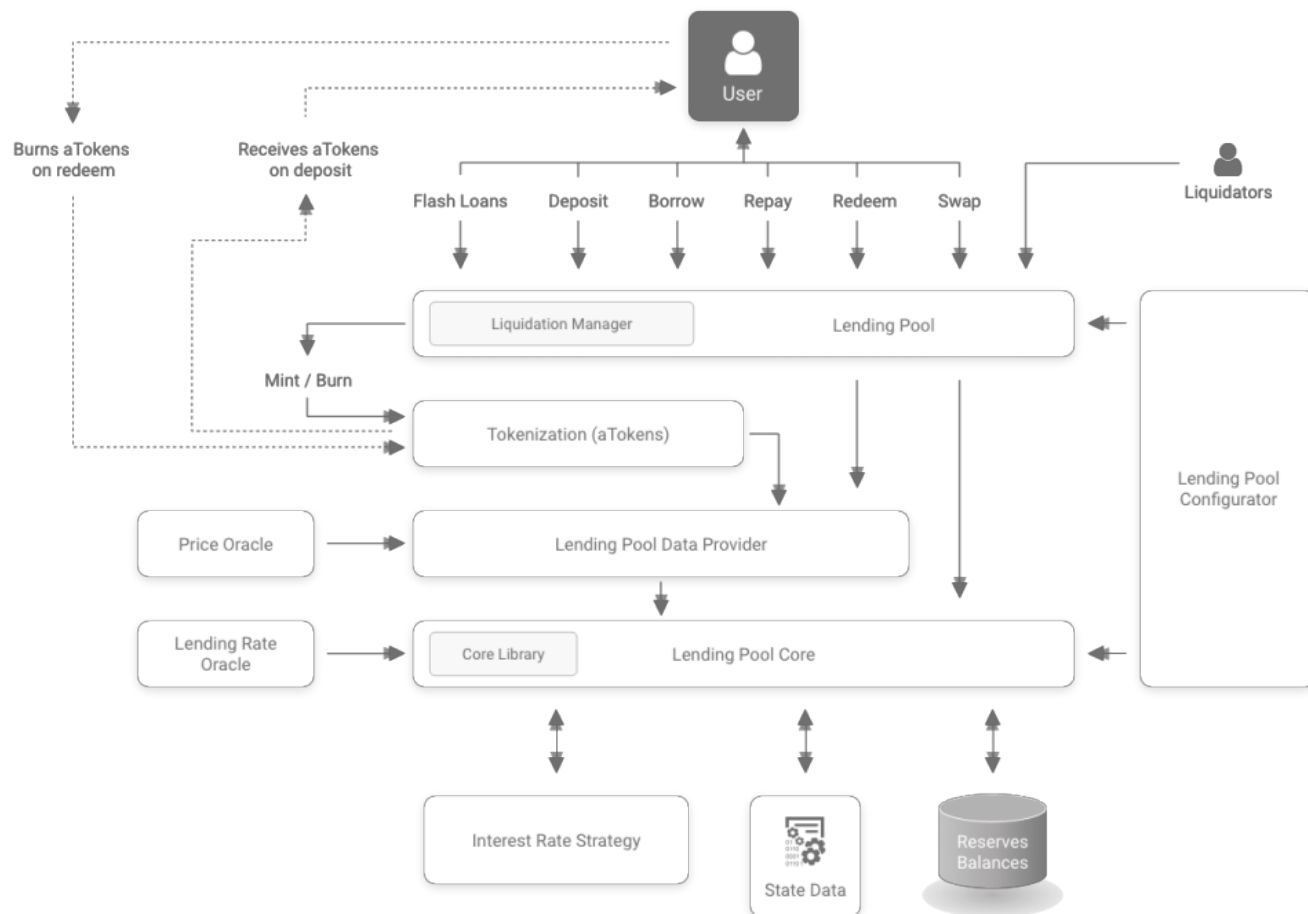 User
Burns aTokens
on redeem
Receives aTokens
on deposit
Flash Loans
Deposit
Borrow
Repay
Redeem
Swap
Liquidators
Liquidation Manager
Lending Pool
Mint / Burn
Tokenization (aTokens)
Lending Pool
Configurator
Price Oracle
Lending Pool Data Provider
Lending Rate
Oracle
Core Library
Lending Pool Core
Interest Rate Strategy
State Data
Reserves
Balances